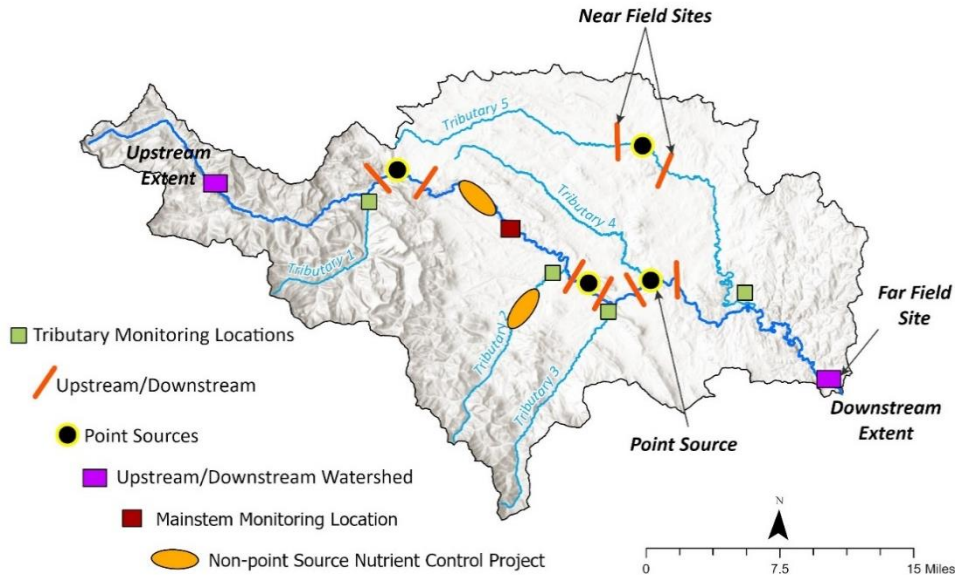 Near Field Sites
Tributary 5
Upstream
Extent
Tributary 4
Tributary 1
Far Field
Site
Tributary 2
Tributary 3
Tributary Monitoring Locations
Upstream/Downstream
Downstream
Extent
Point Sources
Point Source
Upstream/Downstream Watershed
Mainstem Monitoring Location
N
Non-point Source Nutrient Control Project
0 7.5 15 Miles